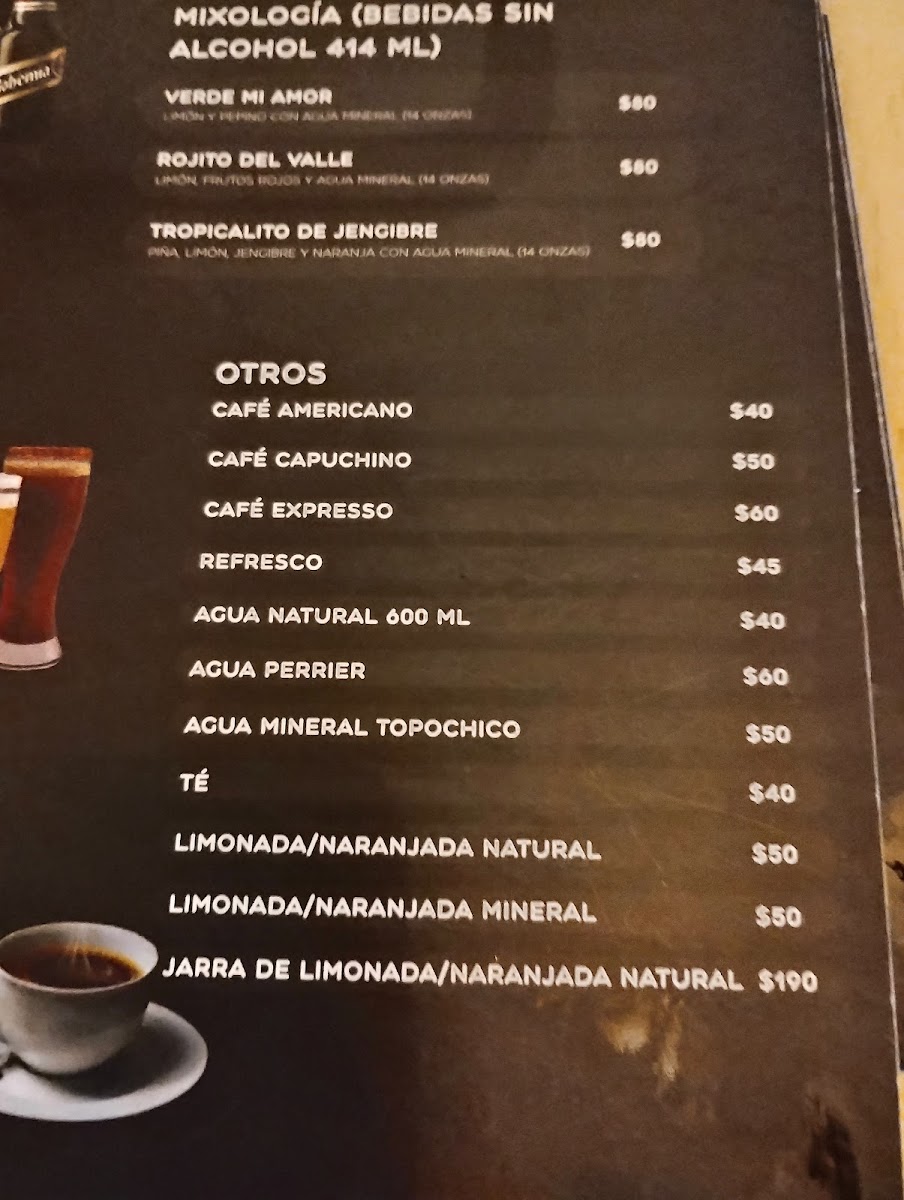 Bohemia
MIXOLOGÍA (BEBIDAS SIN
ALCOHOL 414 ML)
VERDE MI AMOR $80
LIMÓN Y PEPINO CON AGUA MINERAL (14 ONZAS)
ROJITO DEL VALLE $80
LIMÓN, FRUTOS ROJOS Y AGUA MINERAL (14 ONZAS)
TROPICALITO DE JENGIBRE $80
PIÑA, LIMÓN, JENGIBRE Y NARANJA CON AGUA MINERAL (14 ONZAS)
OTROS
CAFÉ AMERICANO $40
CAFÉ CAPUCHINO $50
CAFÉ EXPRESSO $60
REFRESCO $45
AGUA NATURAL 600 ML $40
AGUA PERRIER $60
AGUA MINERAL TOPOCHICO $50
TÉ $40
LIMONADA/NARANJADA NATURAL $50
LIMONADA/NARANJADA MINERAL $50
JARRA DE LIMONADA/NARANJADA NATURAL $190